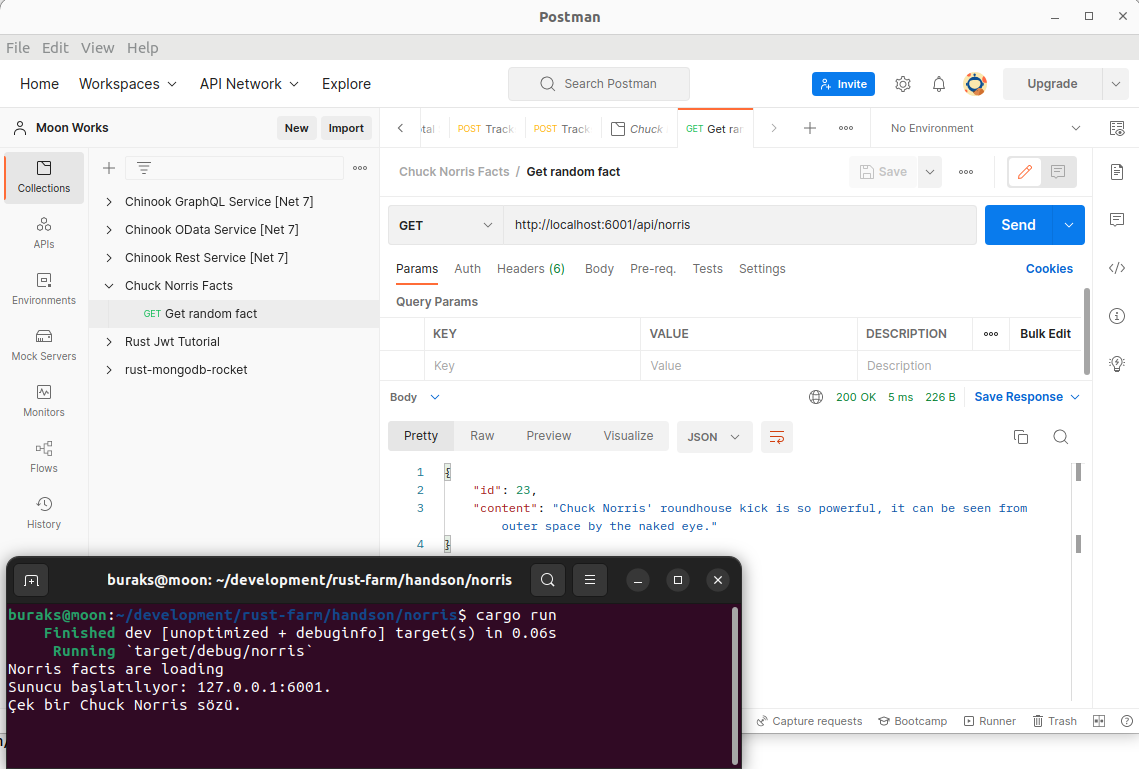 Postman
File Edit View Help
Home Workspaces API Network Explore Search Postman Invite Upgrade
Moon Works New Import
POST Track POST Track Chuck GET Get ran No Environment
Collections
APIs
Environments
Mock Servers
Monitors
Flows
History
Chinook GraphQL Service [Net 7]
Chinook OData Service [Net 7]
Chinook Rest Service [Net 7]
Chuck Norris Facts
GET Get random fact
Rust Jwt Tutorial
rust-mongodb-rocket
Chuck Norris Facts / Get random fact Save
GET http://localhost:6001/api/norris Send
Params Auth Headers (6) Body Pre-req. Tests Settings Cookies
Query Params
KEY VALUE DESCRIPTION Bulk Edit
Key Value Description
Body 200 OK 5 ms 226 B Save Response
Pretty Raw Preview Visualize JSON
1 {
2 "id": 23,
3 "content": "Chuck Norris' roundhouse kick is so powerful, it can be seen from
outer space by the naked eye."
4 }
buraks@moon: ~/development/rust-farm/handson/norris
buraks@moon:~/development/rust-farm/handson/norris$ cargo run
Finished dev [unoptimized + debuginfo] target(s) in 0.06s
Running `target/debug/norris`
Norris facts are loading
Sunucu başlatılıyor: 127.0.0.1:6001.
Çek bir Chuck Norris sözü.
Capture requests Bootcamp Runner Trash